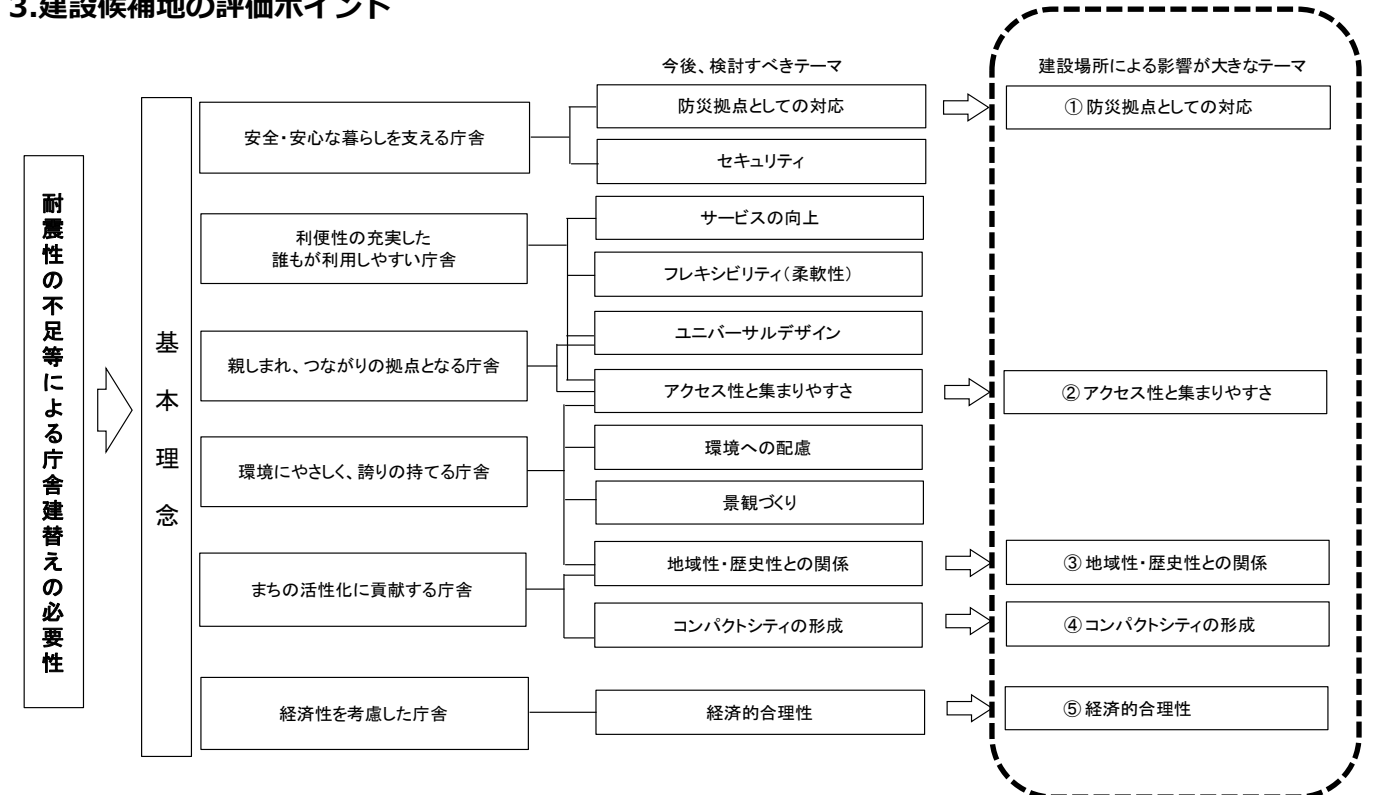 3.建設候補地の評価ポイント
今後、検討すべきテーマ
建設場所による影響が大きなテーマ
耐震性の不足等による庁舎建替えの必要性
基本理念
安全・安心な暮らしを支える庁舎
利便性の充実した
誰もが利用しやすい庁舎
親しまれ、つながりの拠点となる庁舎
環境にやさしく、誇りの持てる庁舎
まちの活性化に貢献する庁舎
経済性を考慮した庁舎
防災拠点としての対応
セキュリティ
サービスの向上
フレキシビリティ(柔軟性)
ユニバーサルデザイン
アクセス性と集まりやすさ
環境への配慮
景観づくり
地域性・歴史性との関係
コンパクトシティの形成
経済的合理性
①防災拠点としての対応
②アクセス性と集まりやすさ
③地域性・歴史性との関係
④コンパクトシティの形成
⑤経済的合理性